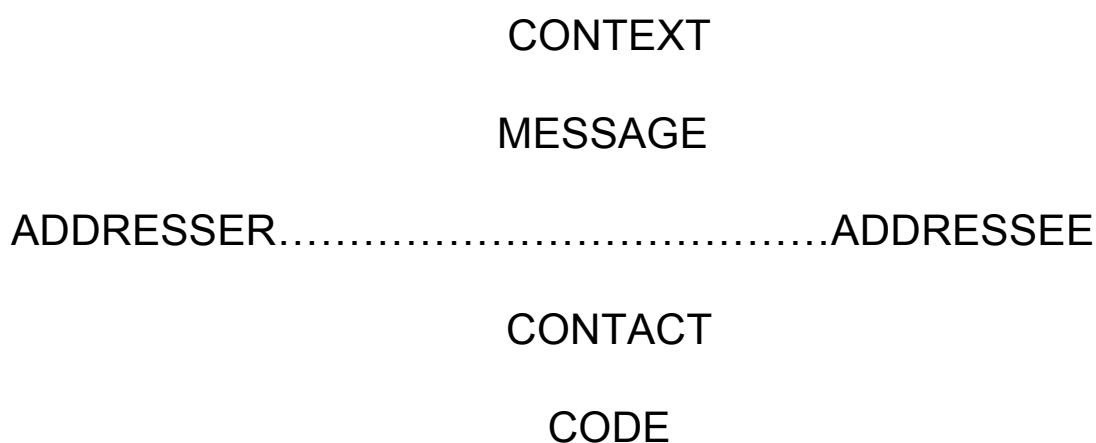 CONTEXT
MESSAGE
ADDRESSER…………………………………ADDRESSEE
CONTACT
CODE